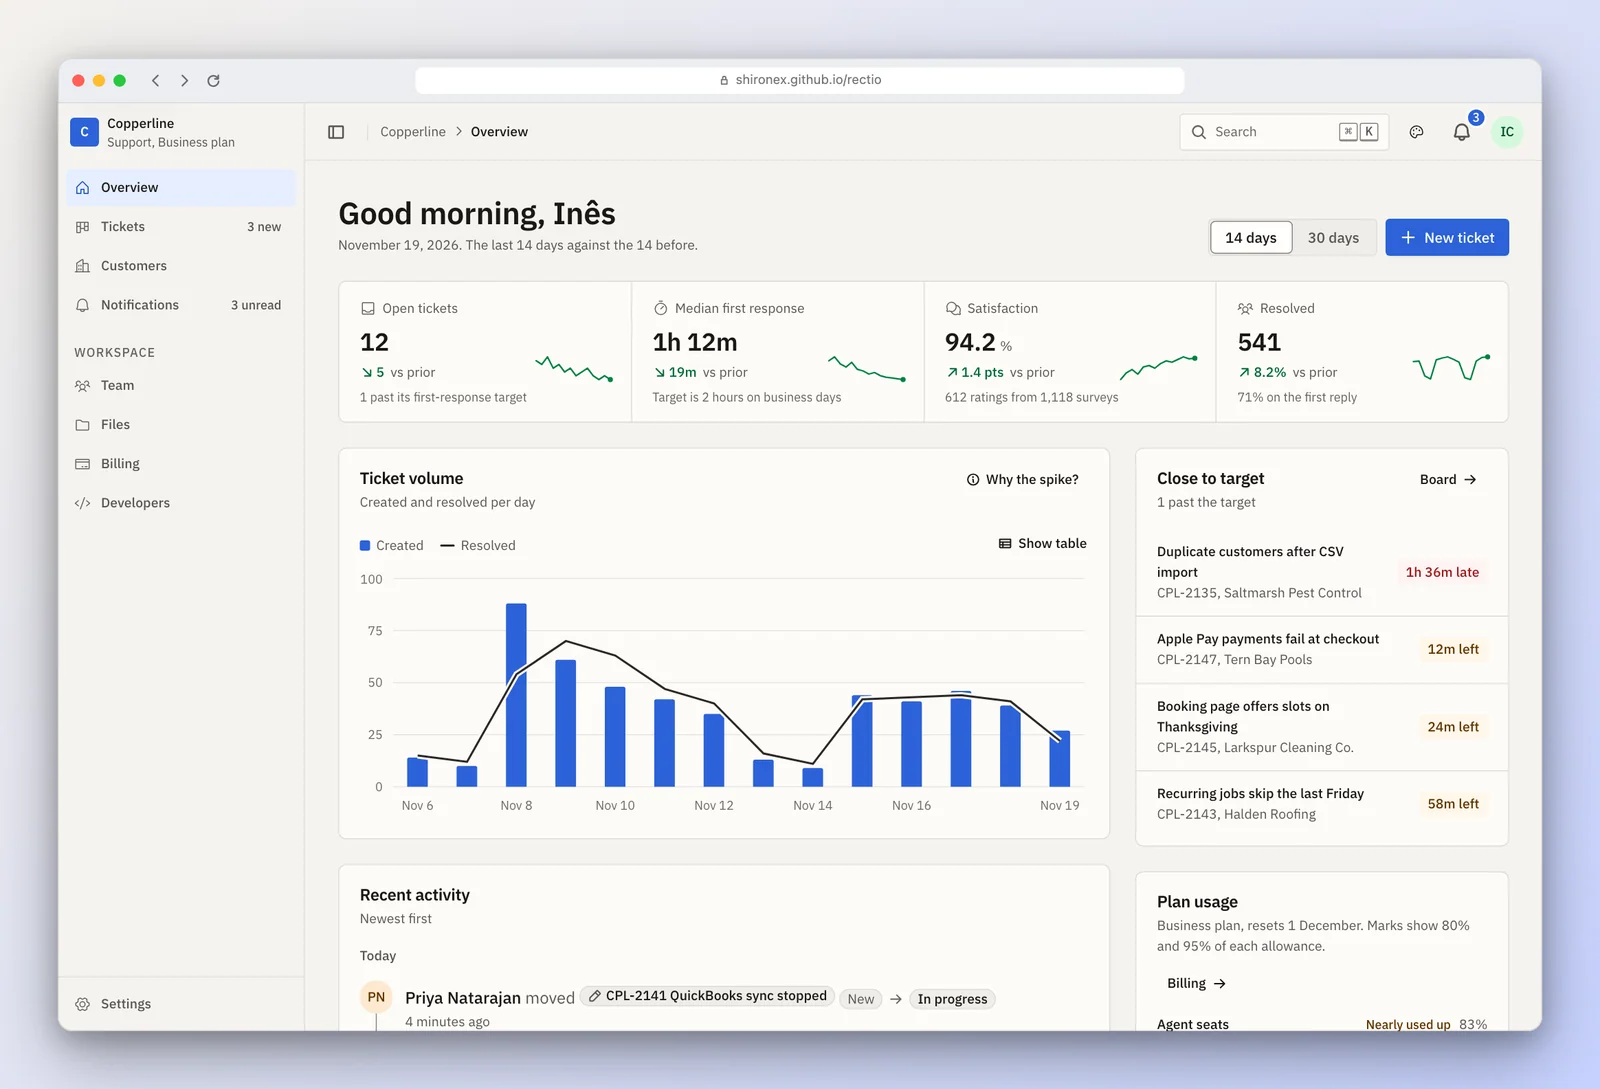 shironex.github.io/rectio
C
Copperline
Support, Business plan
Overview
Tickets
3 new
Customers
Notifications
3 unread
WORKSPACE
Team
Files
Billing
Developers
Settings
Copperline > Overview
Search
⌘ K
3
IC
Good morning, Inês
November 19, 2026. The last 14 days against the 14 before.
14 days
30 days
+ New ticket
Open tickets
12
↘ 5 vs prior
1 past its first-response target
Median first response
1h 12m
↘ 19m vs prior
Target is 2 hours on business days
Satisfaction
94.2 %
↗ 1.4 pts vs prior
612 ratings from 1,118 surveys
Resolved
541
↗ 8.2% vs prior
71% on the first reply
Ticket volume
Created and resolved per day
Why the spike?
Created
Resolved
Show table
100
75
50
25
0
Nov 6
Nov 8
Nov 10
Nov 12
Nov 14
Nov 16
Nov 19
Close to target
1 past the target
Board →
Duplicate customers after CSV
import
CPL-2135, Saltmarsh Pest Control
1h 36m late
Apple Pay payments fail at checkout
CPL-2147, Tern Bay Pools
12m left
Booking page offers slots on
Thanksgiving
CPL-2145, Larkspur Cleaning Co.
24m left
Recurring jobs skip the last Friday
CPL-2143, Halden Roofing
58m left
Recent activity
Newest first
Today
PN
Priya Natarajan moved CPL-2141 QuickBooks sync stopped New → In progress
4 minutes ago
Plan usage
Business plan, resets 1 December. Marks show 80%
and 95% of each allowance.
Billing →
Agent seats
Nearly used up 83%